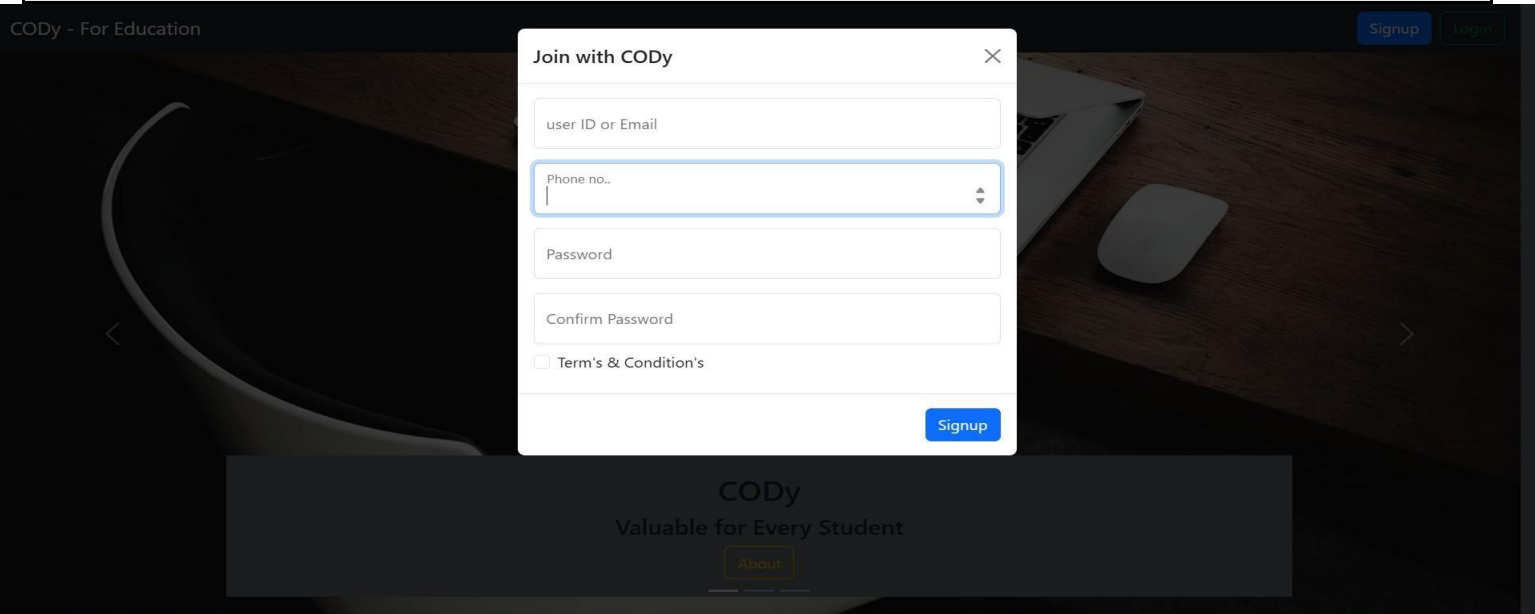 CODy - For Education
Signup
Login
Join with CODy
user ID or Email
Phone no..
Password
Confirm Password
Term's & Condition's
Signup
CODy
Valuable for Every Student
About